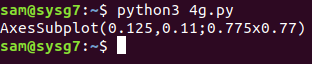 sam@sysg7:~$ python3 4g.py
AxesSubplot(0.125,0.11;0.775x0.77)
sam@sysg7:~$